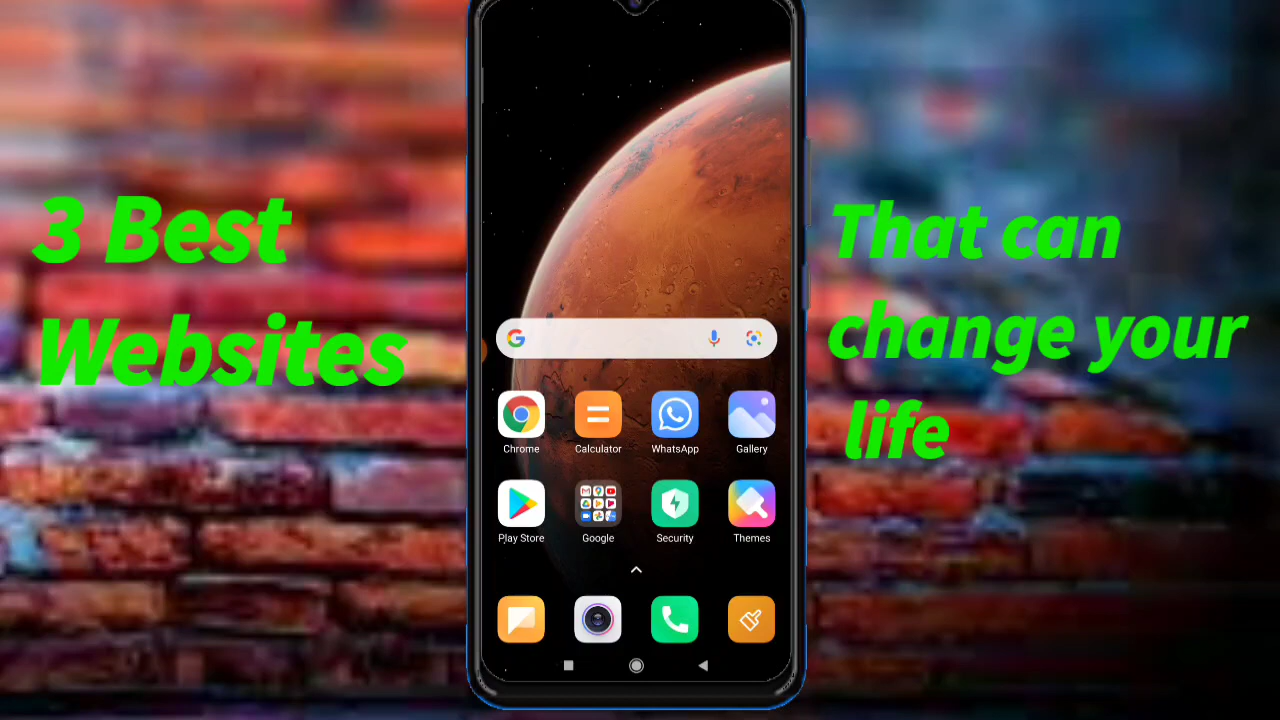 3 Best
Websites
That can
change your
life
Chrome
Calculator
WhatsApp
Gallery
Play Store
Google
Security
Themes